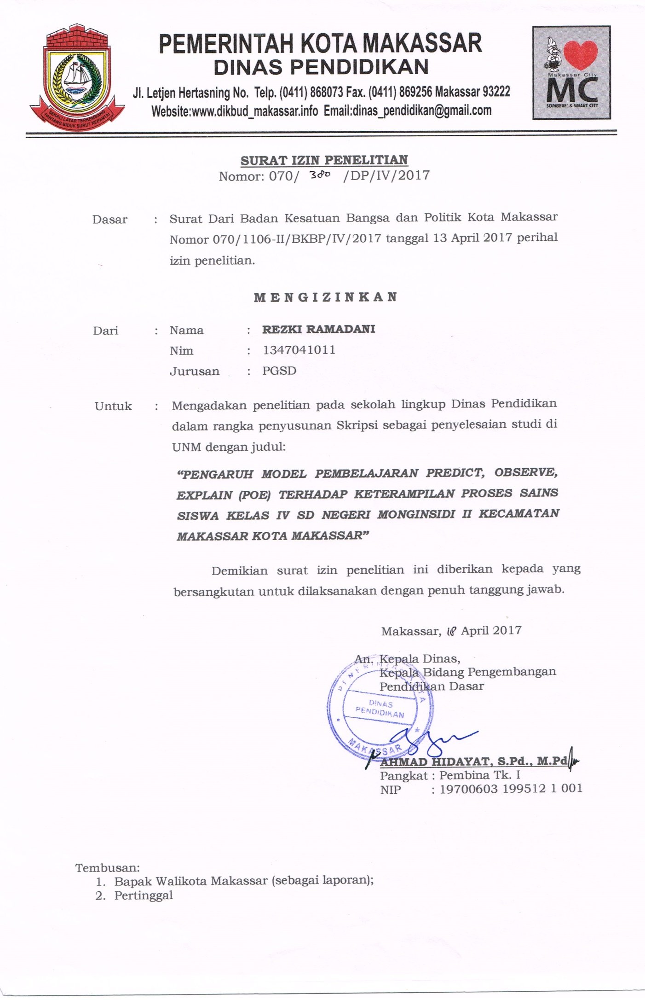 PEMERINTAH KOTA MAKASSAR
DINAS PENDIDIKAN
Jl. Letjen Hertasning No. Telp. (0411) 868073 Fax. (0411) 869256 Makassar 93222
Website:www.dikbud_makassar.info Email:dinas_pendidikan@gmail.com
SEKALI LAYAR TERKEMBANG
PANTANG BIDUK SURUT KEPANTAI
Makassar City
MC
SOMBERE' & SMART CITY
SURAT IZIN PENELITIAN
Nomor: 070/ 380 /DP/IV/2017
Dasar : Surat Dari Badan Kesatuan Bangsa dan Politik Kota Makassar
Nomor 070/1106-II/BKBP/IV/2017 tanggal 13 April 2017 perihal
izin penelitian.
M E N G I Z I N K A N
Dari : Nama : REZKI RAMADANI
Nim : 1347041011
Jurusan : PGSD
Untuk : Mengadakan penelitian pada sekolah lingkup Dinas Pendidikan
dalam rangka penyusunan Skripsi sebagai penyelesaian studi di
UNM dengan judul:
“PENGARUH MODEL PEMBELAJARAN PREDICT, OBSERVE,
EXPLAIN (POE) TERHADAP KETERAMPILAN PROSES SAINS
SISWA KELAS IV SD NEGERI MONGINSIDI II KECAMATAN
MAKASSAR KOTA MAKASSAR”
Demikian surat izin penelitian ini diberikan kepada yang
bersangkutan untuk dilaksanakan dengan penuh tanggung jawab.
Makassar, 18 April 2017
An. Kepala Dinas,
Kepala Bidang Pengembangan
Pendidikan Dasar
PEMERINTAH KOTA
DINAS
PENDIDIKAN
MAKASSAR
AHMAD HIDAYAT, S.Pd., M.Pd
Pangkat : Pembina Tk. I
NIP : 19700603 199512 1 001
Tembusan:
1. Bapak Walikota Makassar (sebagai laporan);
2. Pertinggal